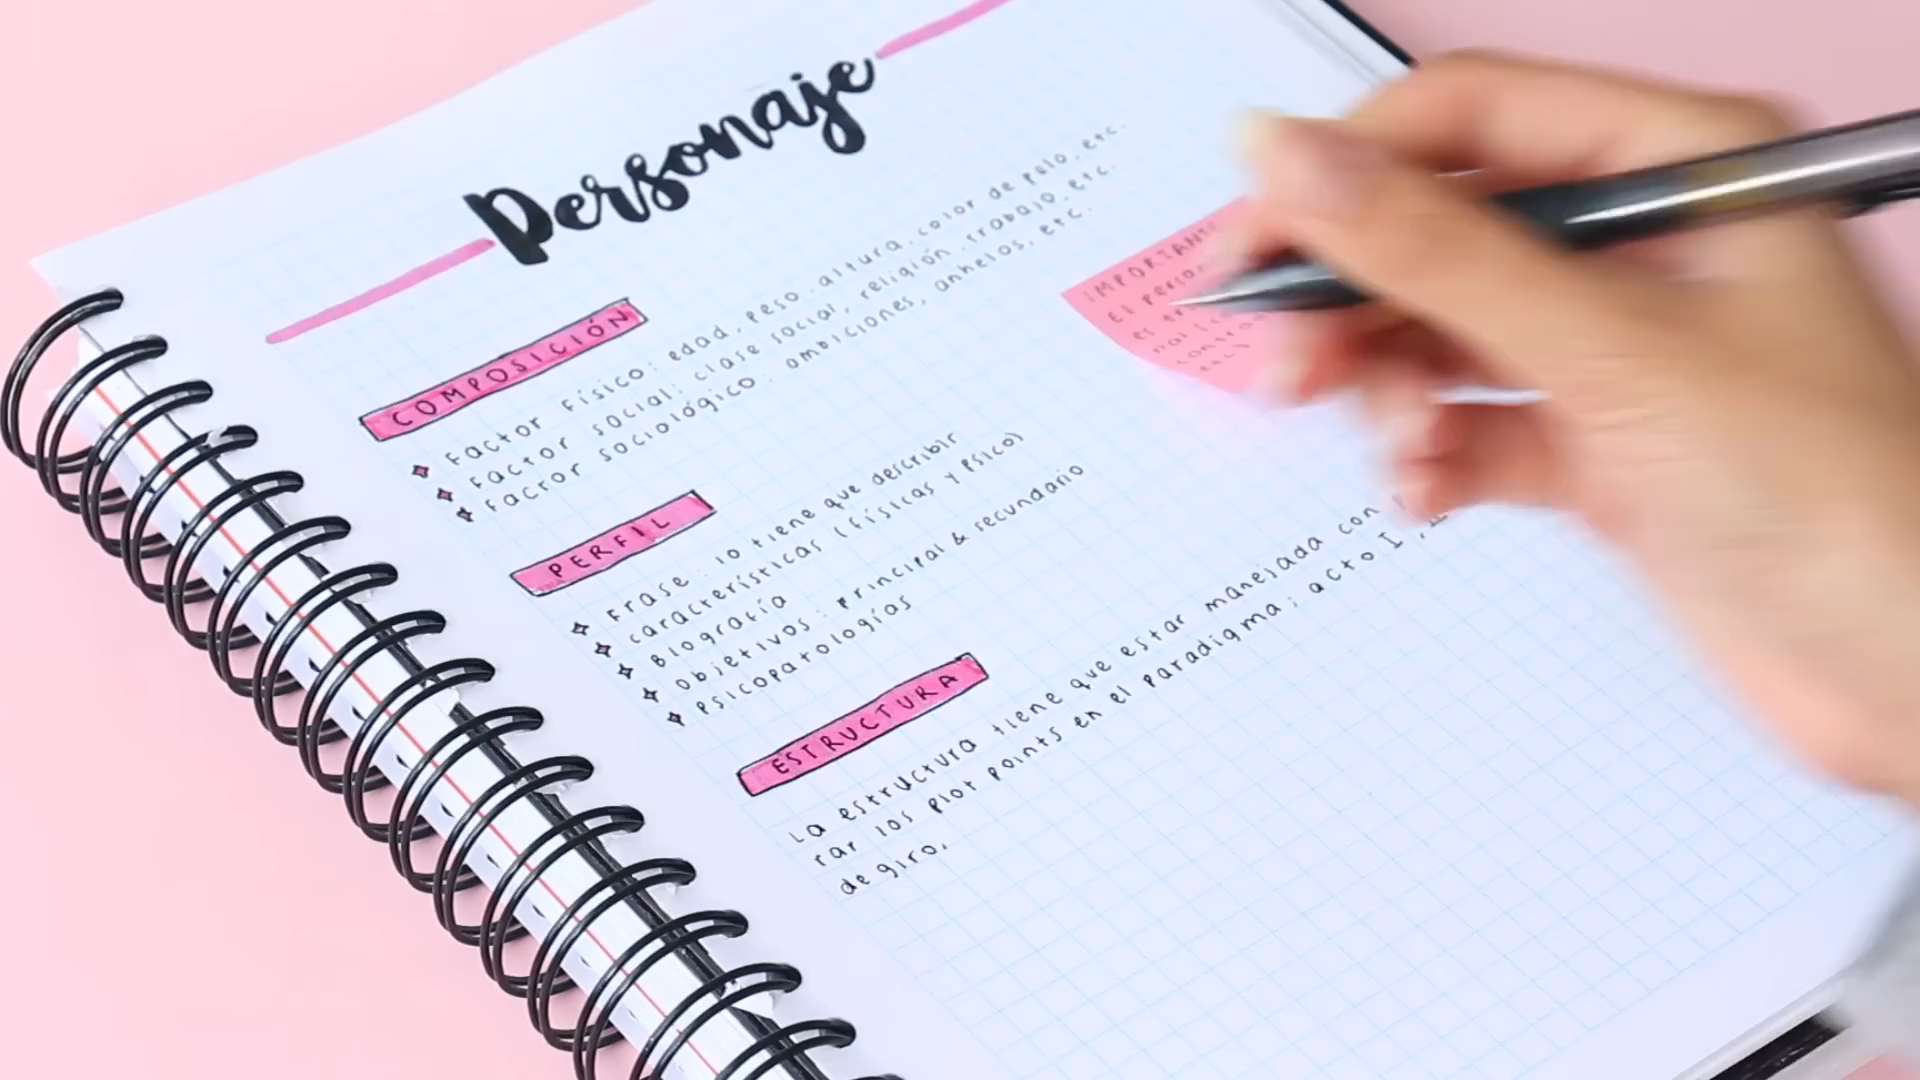 Personaje
COMPOSICIÓN
Factor físico: edad, peso, altura, color de pelo, etc.
Factor social: clase social, religión, trabajo, etc.
Factor sociológico: ambiciones, anhelos, etc.
¡IMPORTANT
El perso
es
PERFIL
Frase: lo tiene que describir
características (físicas y psico)
Biografía
Objetivos: principal & secundario
Psicopatologías
ESTRUCTURA
La estructura tiene que estar manejada con
rar los plot points en el paradigma; acto I, II
de giro,